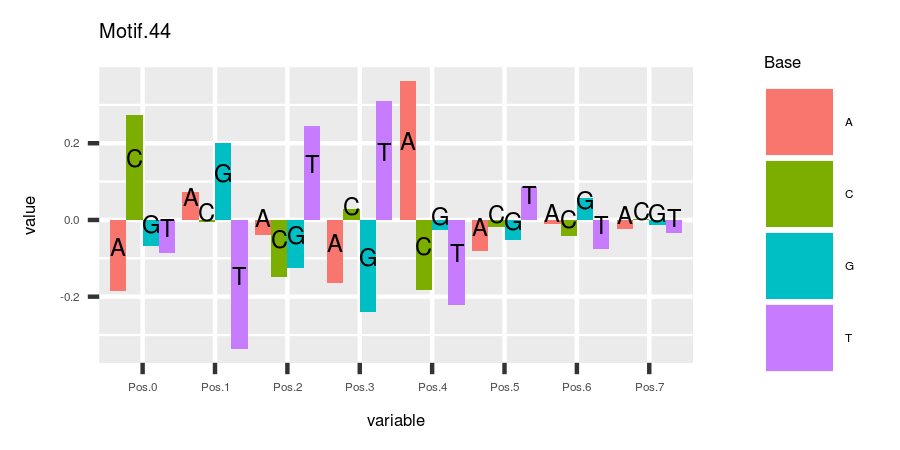 Motif.44
Base
value
0.2
0.0
-0.2
A C G T A C G T A C G T A C G T A C G T A C G T A C G T A C G T
A
C
G
T
Pos.0 Pos.1 Pos.2 Pos.3 Pos.4 Pos.5 Pos.6 Pos.7
variable